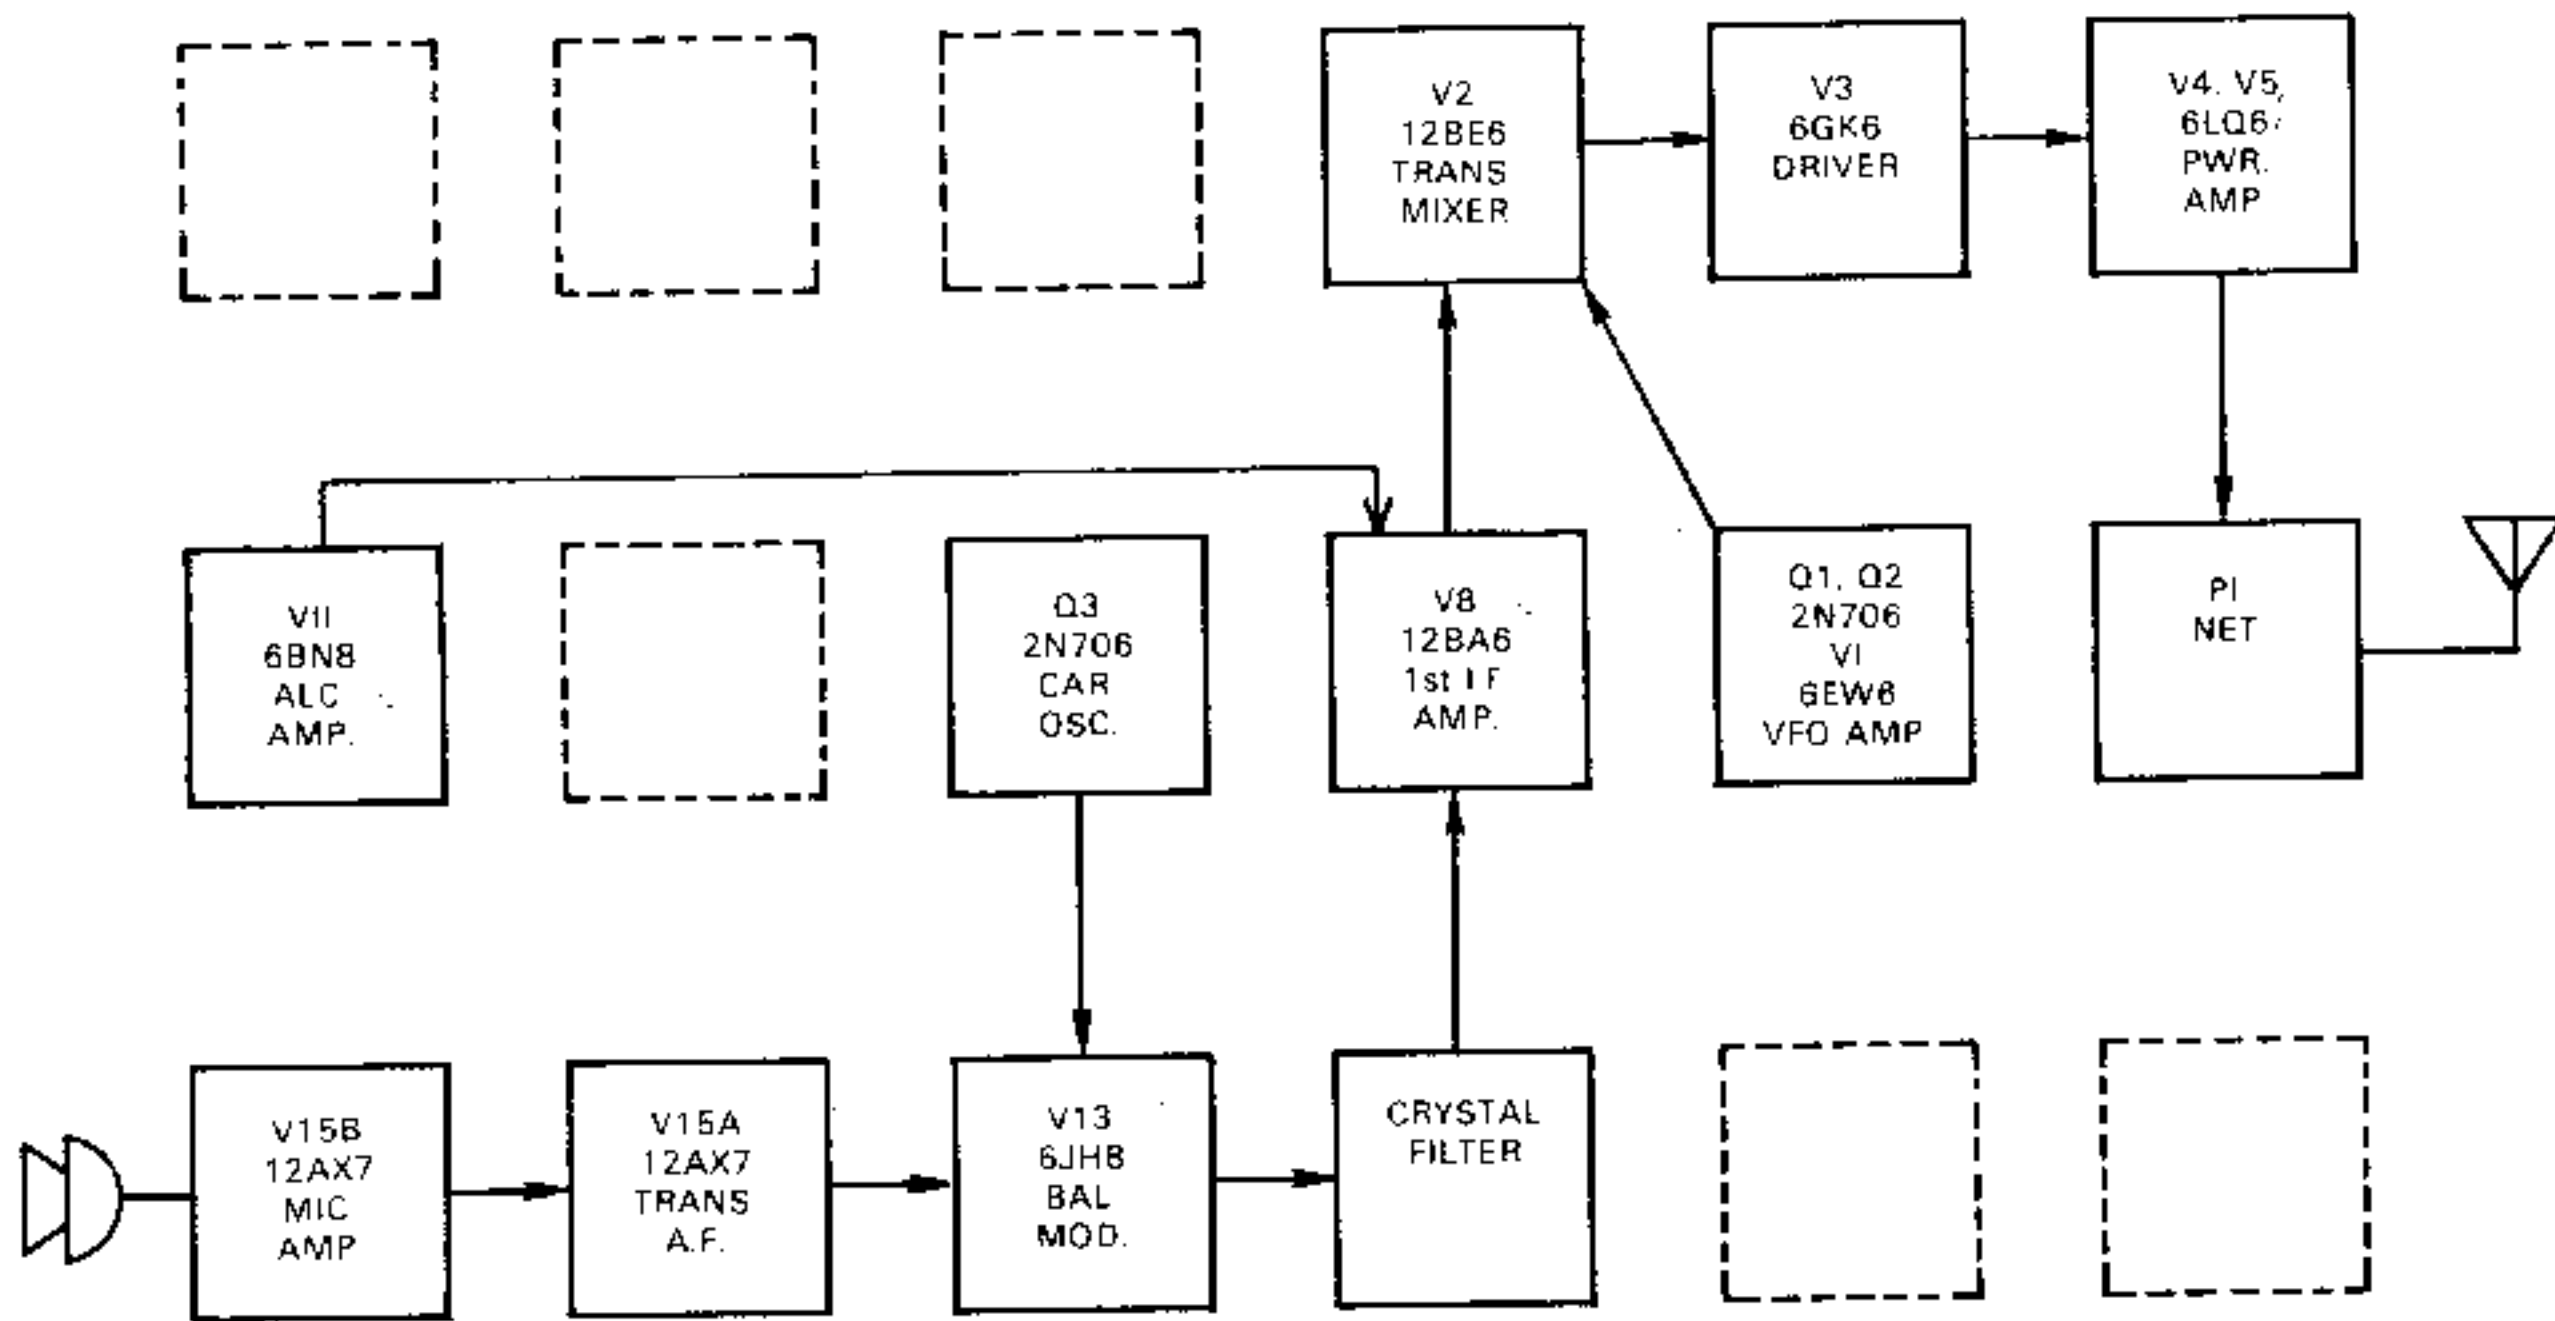 V2
12BE6
TRANS
MIXER
V3
6GK6
DRIVER
V4, V5,
6LQ6
PWR.
AMP
V11
6BN8
ALC
AMP.
Q3
2N706
CAR
OSC.
V8
12BA6
1st I F
AMP.
Q1, Q2
2N706
V1
6EW6
VFO AMP
PI
NET
V15B
12AX7
MIC
AMP
V15A
12AX7
TRANS
A.F.
V13
6JH8
BAL
MOD.
CRYSTAL
FILTER